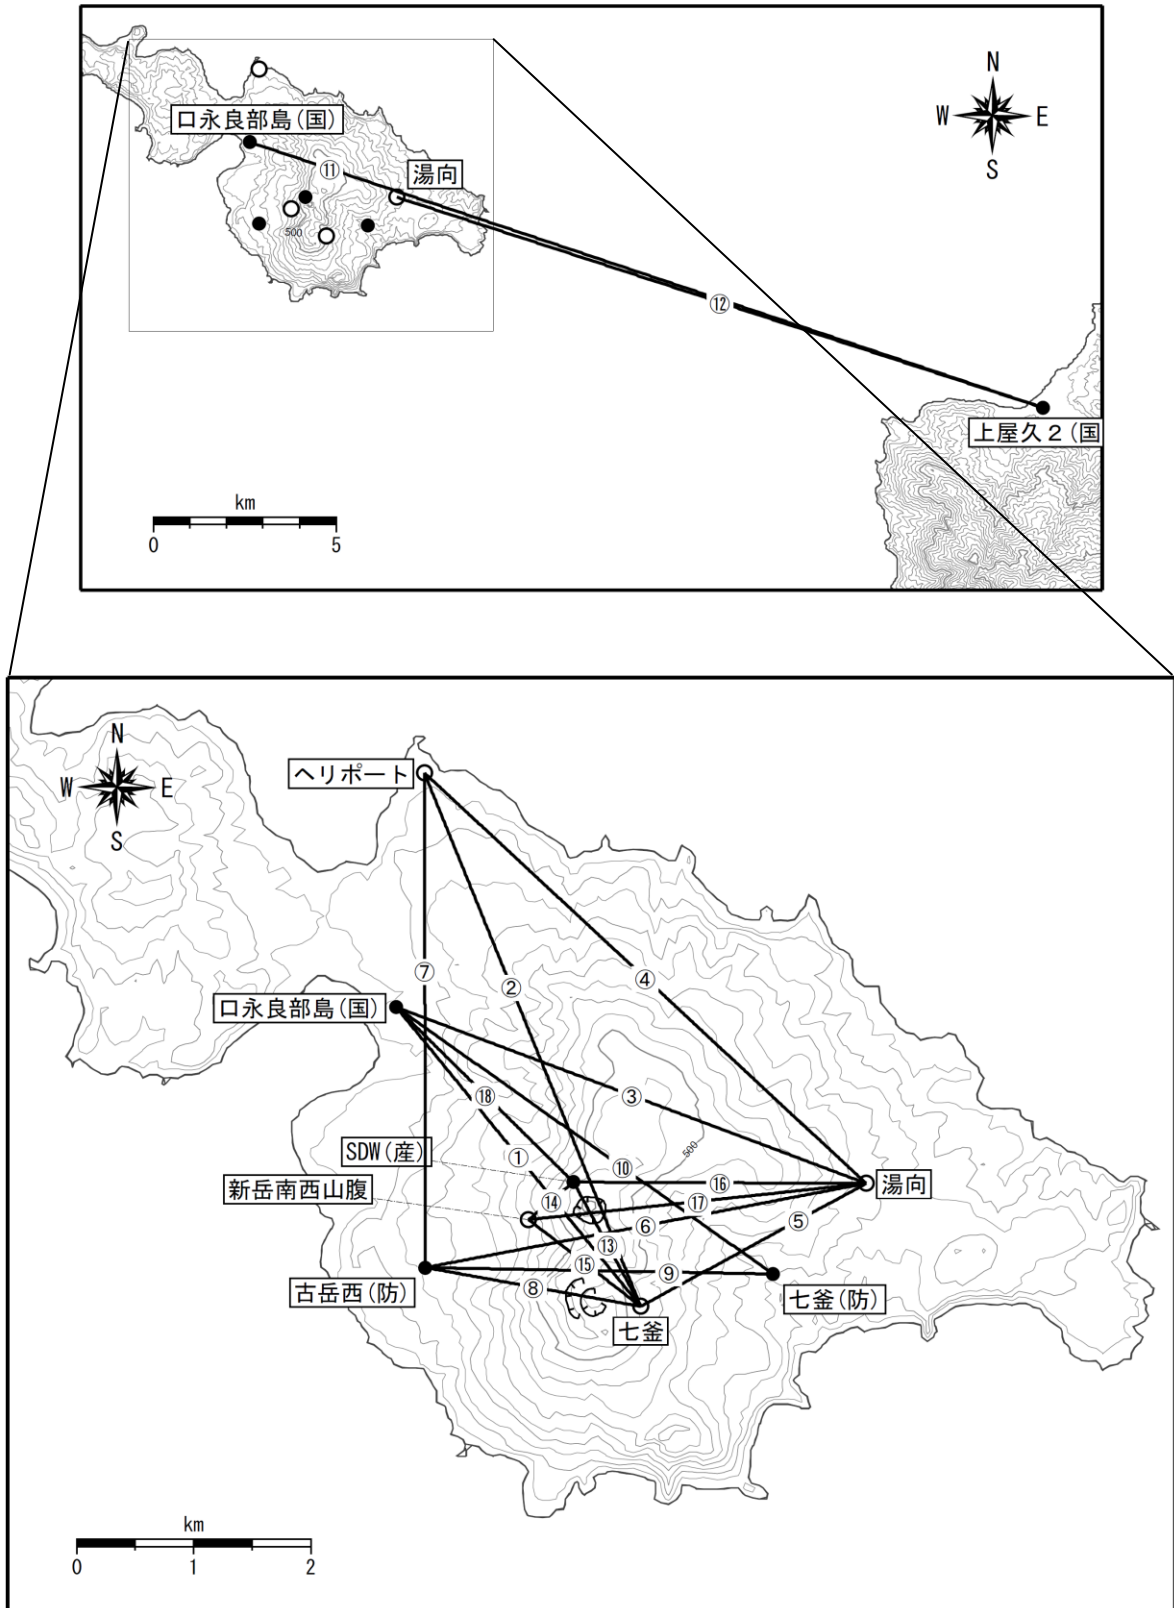 N
W E
S
口永良部島(国)
⑪
湯向
500
⑫
上屋久2(国
km
0 5
N
W E
S
ヘリポート
⑦
②
④
口永良部島(国)
⑱
③
SDW(産)
①
⑩
500
新岳南西山腹
⑯
湯向
⑭
⑰
⑥
⑤
⑬
⑮
⑨
古岳西(防)
⑧
七釜(防)
七釜
km
0 1 2